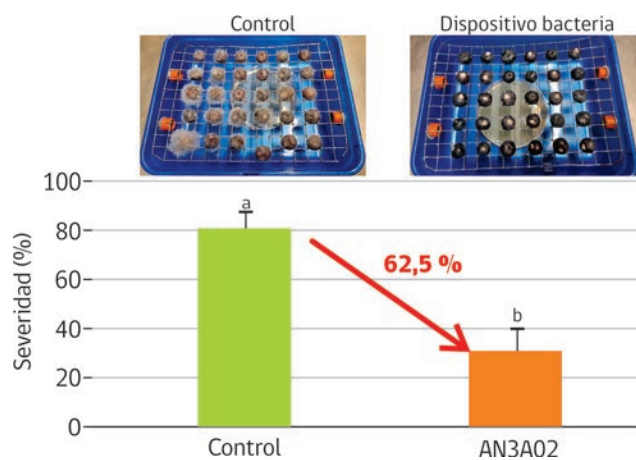 Control
Dispositivo bacteria
Severidad (%)
100
80
60
40
20
0
a
62,5 %
b
Control
AN3A02